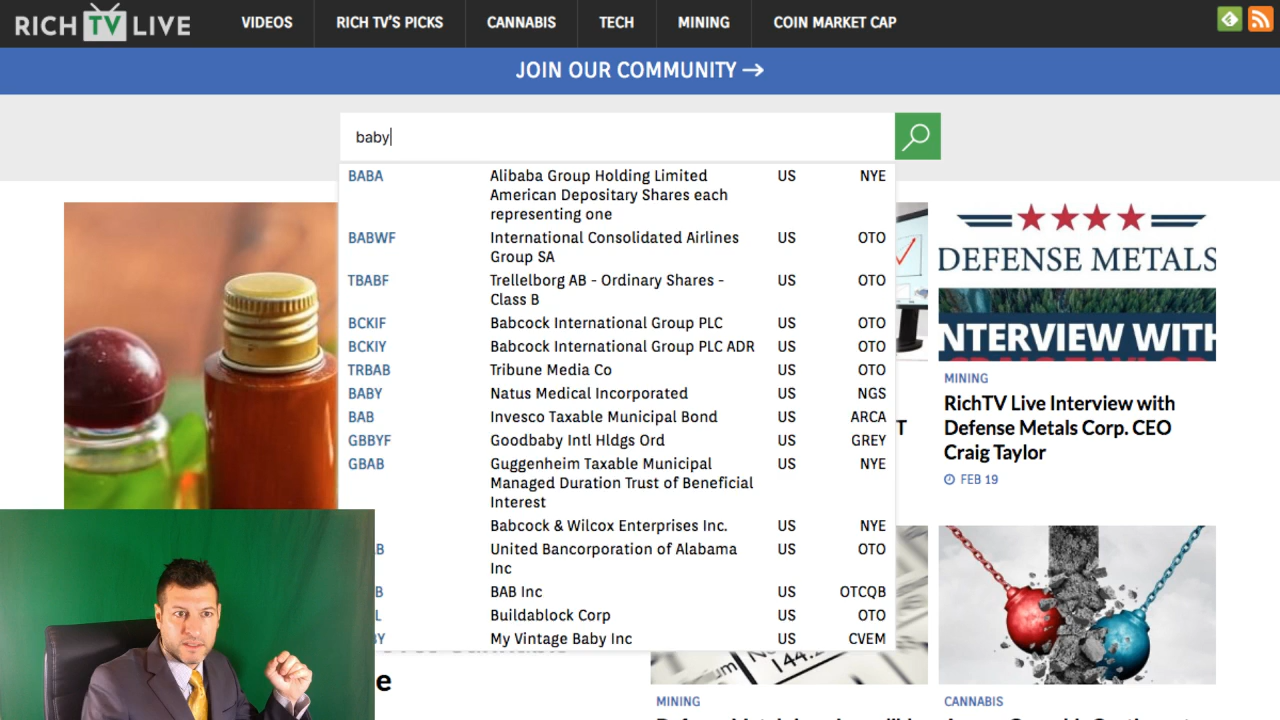 RICH TV LIVE
VIDEOS
RICH TV'S PICKS
CANNABIS
TECH
MINING
COIN MARKET CAP
JOIN OUR COMMUNITY →
baby
BABA Alibaba Group Holding Limited US NYE
American Depositary Shares each
representing one
BABWF International Consolidated Airlines US OTO
Group SA
TBABF Trellelborg AB - Ordinary Shares - US OTO
Class B
BCKIF Babcock International Group PLC US OTO
BCKIY Babcock International Group PLC ADR US OTO
TRBAB Tribune Media Co US OTO
BABY Natus Medical Incorporated US NGS
BAB Invesco Taxable Municipal Bond US ARCA
GBBYF Goodbaby Intl Hldgs Ord US GREY
GBAB Guggenheim Taxable Municipal US NYE
Managed Duration Trust of Beneficial
Interest
Babcock & Wilcox Enterprises Inc. US NYE
B United Bancorporation of Alabama US OTO
Inc
B BAB Inc US OTCQB
L Buildablock Corp US OTO
BY My Vintage Baby Inc US CVEM
e
T
DEFENSE METALS
NTERVIEW WITH
MINING
RichTV Live Interview with
Defense Metals Corp. CEO
Craig Taylor
FEB 19
144.2
MINING
CANNABIS